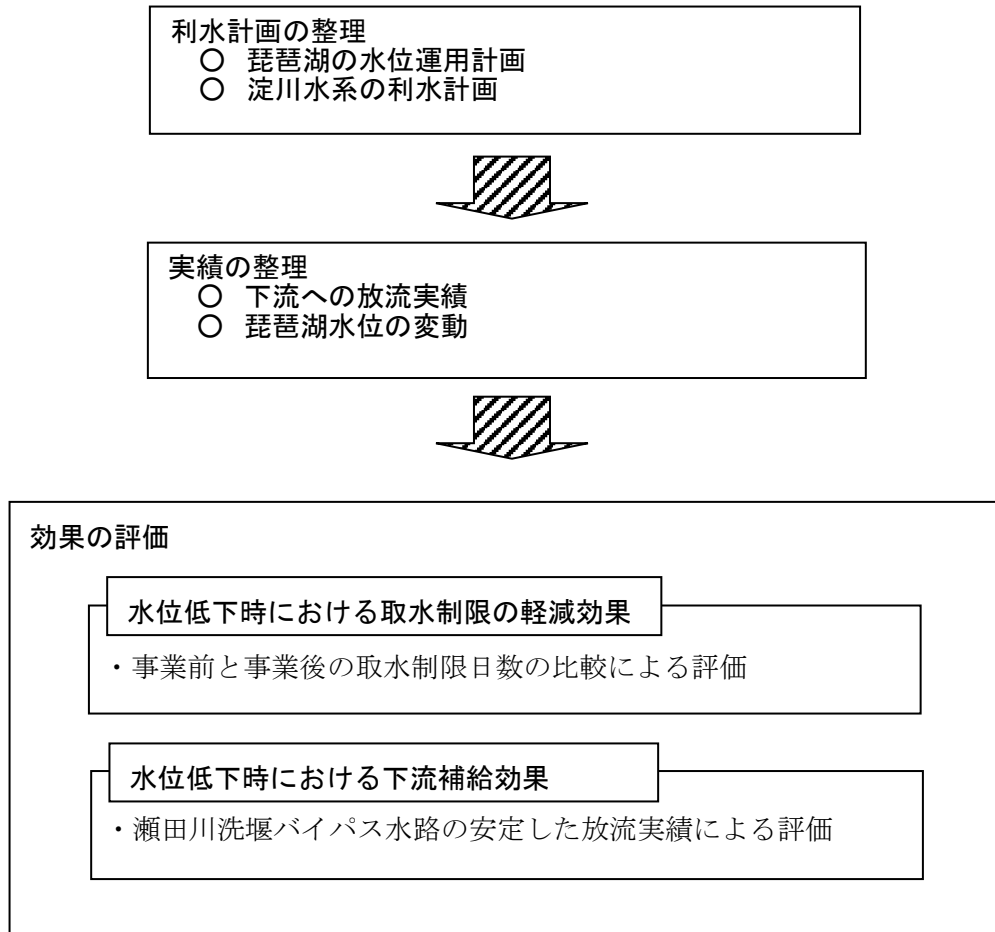 利水計画の整理
○ 琵琶湖の水位運用計画
○ 淀川水系の利水計画
実績の整理
○ 下流への放流実績
○ 琵琶湖水位の変動
効果の評価
水位低下時における取水制限の軽減効果
・事業前と事業後の取水制限日数の比較による評価
水位低下時における下流補給効果
・瀬田川洗堰バイパス水路の安定した放流実績による評価